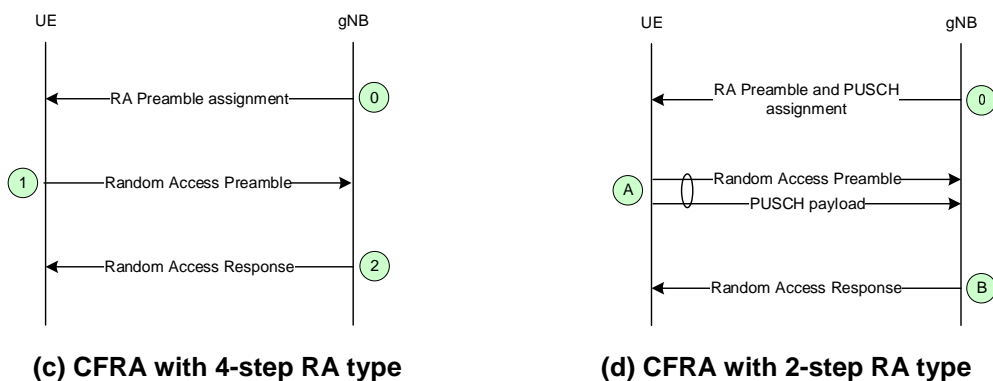 UE
gNB
RA Preamble assignment
0
1
Random Access Preamble
Random Access Response
2
(c) CFRA with 4-step RA type
UE
gNB
RA Preamble and PUSCH
assignment
0
A
Random Access Preamble
PUSCH payload
Random Access Response
B
(d) CFRA with 2-step RA type